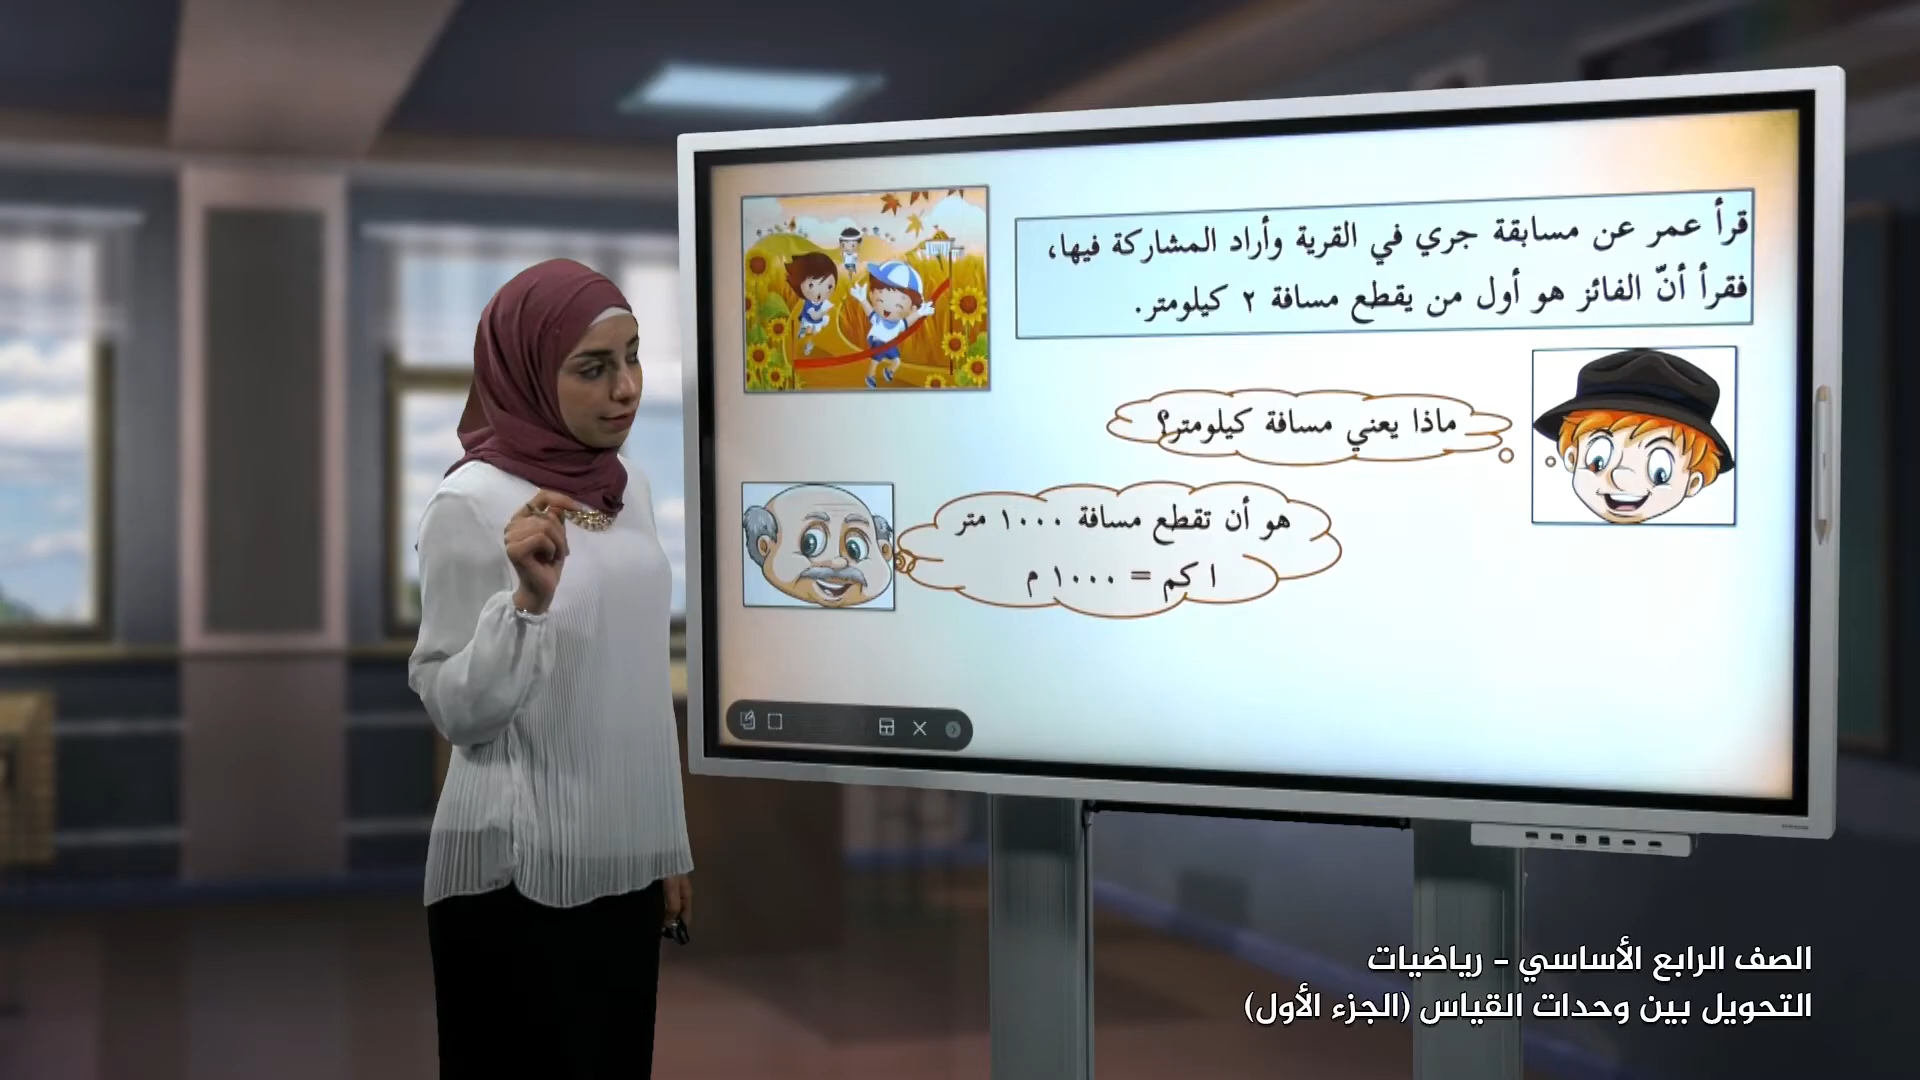 قرأ عمر عن مسابقة جري في القرية وأراد المشاركة فيها،
فقرأ أنّ الفائز هو أول من يقطع مسافة ٢ كيلومتر.
ماذا يعني مسافة كيلومتر؟
هو أن تقطع مسافة ١٠٠٠ متر
١ كم = ١٠٠٠ م
الصف الرابع الأساسي - رياضيات
التحويل بين وحدات القياس (الجزء الأول)